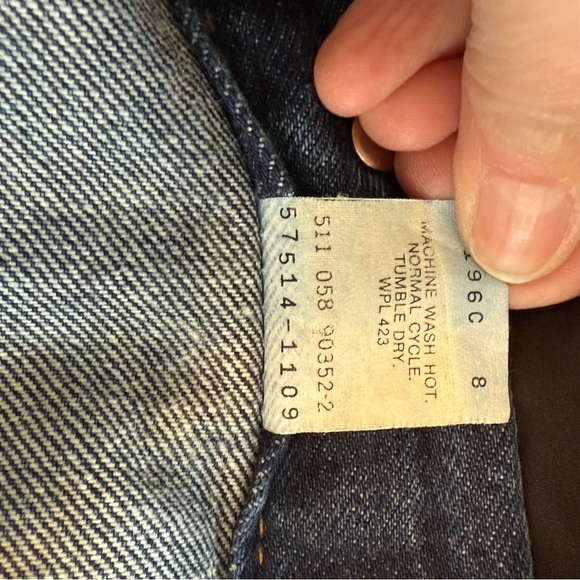 196C 8
MACHINE WASH HOT.
NORMAL CYCLE.
TUMBLE DRY.
WPL 423
511 058 90352-2
57514-1109